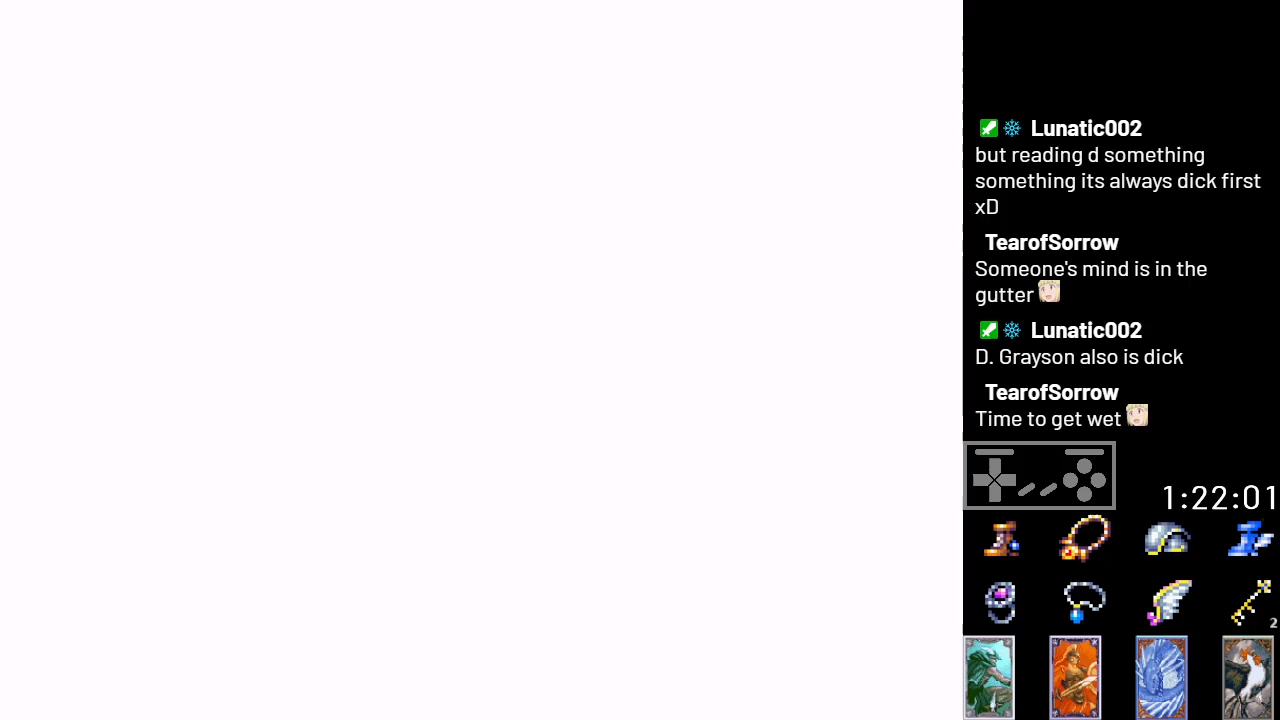 Lunatic002
but reading d something
something its always dick first
xD
TearofSorrow
Someone's mind is in the
gutter
Lunatic002
D. Grayson also is dick
TearofSorrow
Time to get wet
1:22:01
2